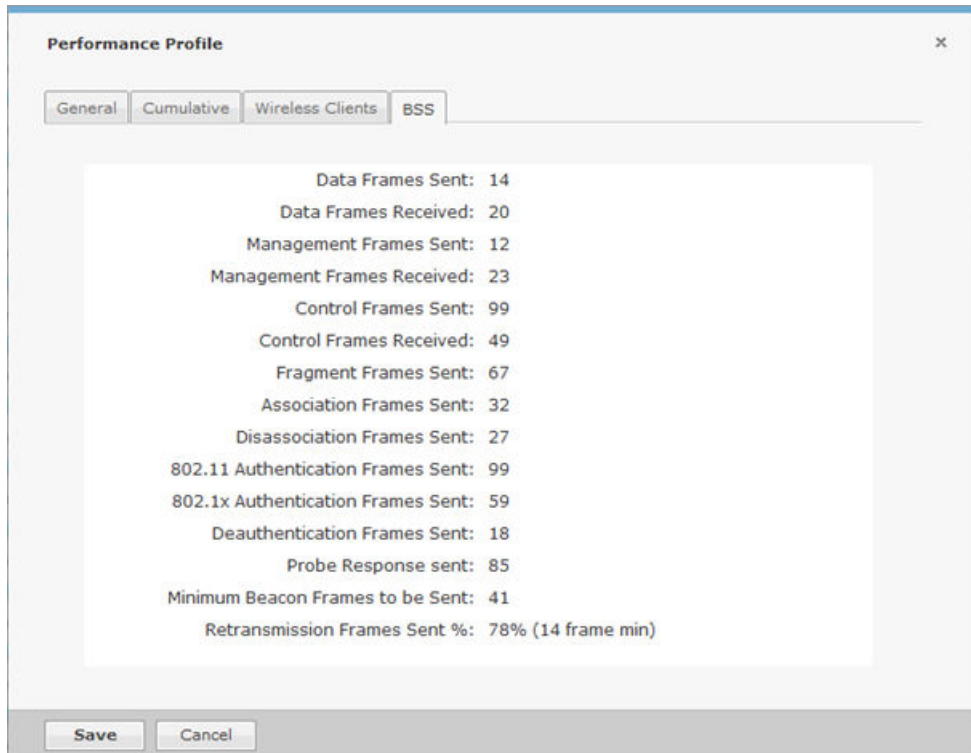 Performance Profile ×
General Cumulative Wireless Clients BSS
Data Frames Sent: 14
Data Frames Received: 20
Management Frames Sent: 12
Management Frames Received: 23
Control Frames Sent: 99
Control Frames Received: 49
Fragment Frames Sent: 67
Association Frames Sent: 32
Disassociation Frames Sent: 27
802.11 Authentication Frames Sent: 99
802.1x Authentication Frames Sent: 59
Deauthentication Frames Sent: 18
Probe Response sent: 85
Minimum Beacon Frames to be Sent: 41
Retransmission Frames Sent %: 78% (14 frame min)
Save Cancel